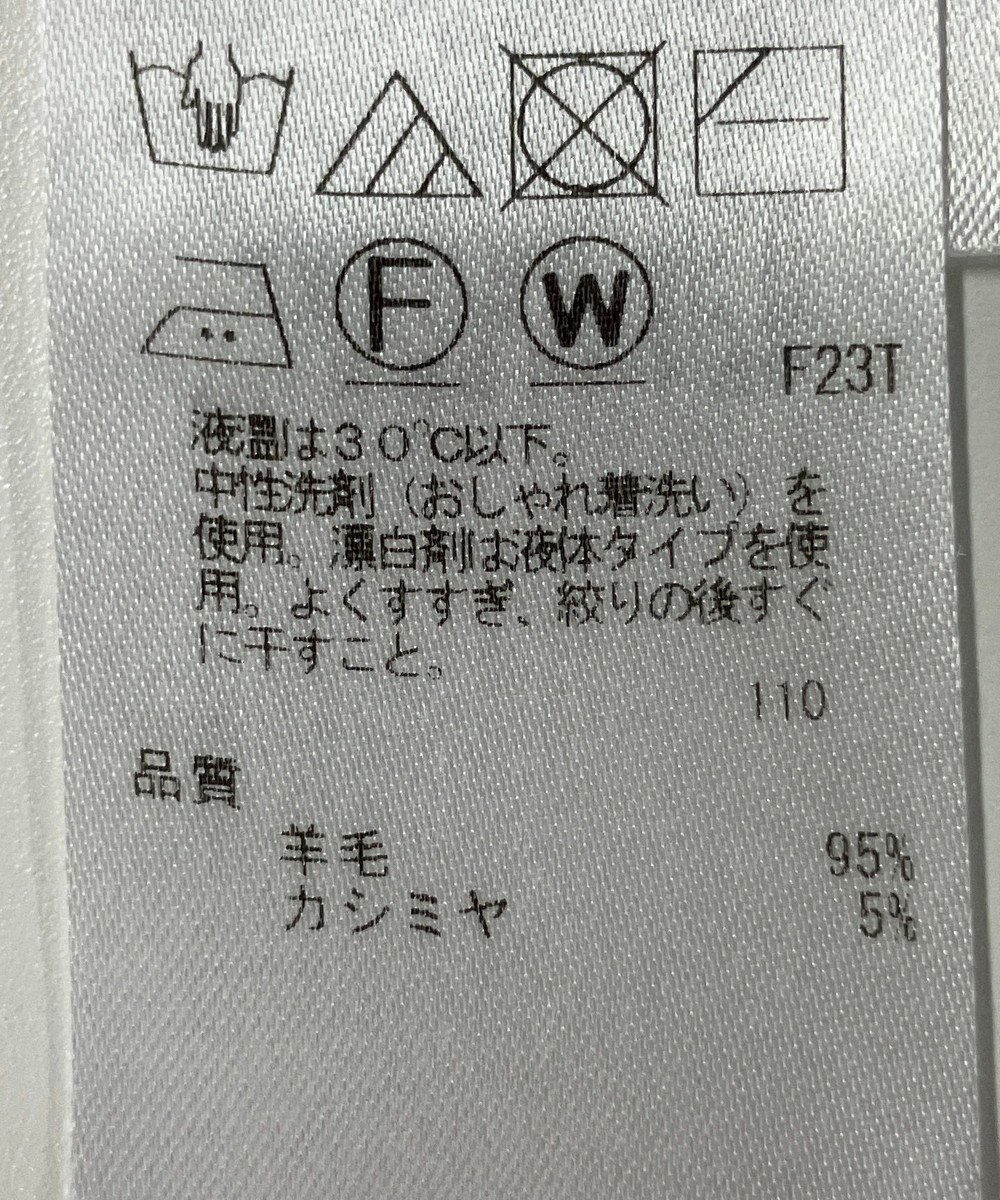 F
W
F23T
液温は30℃以下。
中性洗剤（おしゃれ着洗い）を
使用。漂白剤は液体タイプを使
用。よくすすぎ、絞りの後すぐ
に干すこと。
110
品質
羊毛 95%
カシミヤ 5%